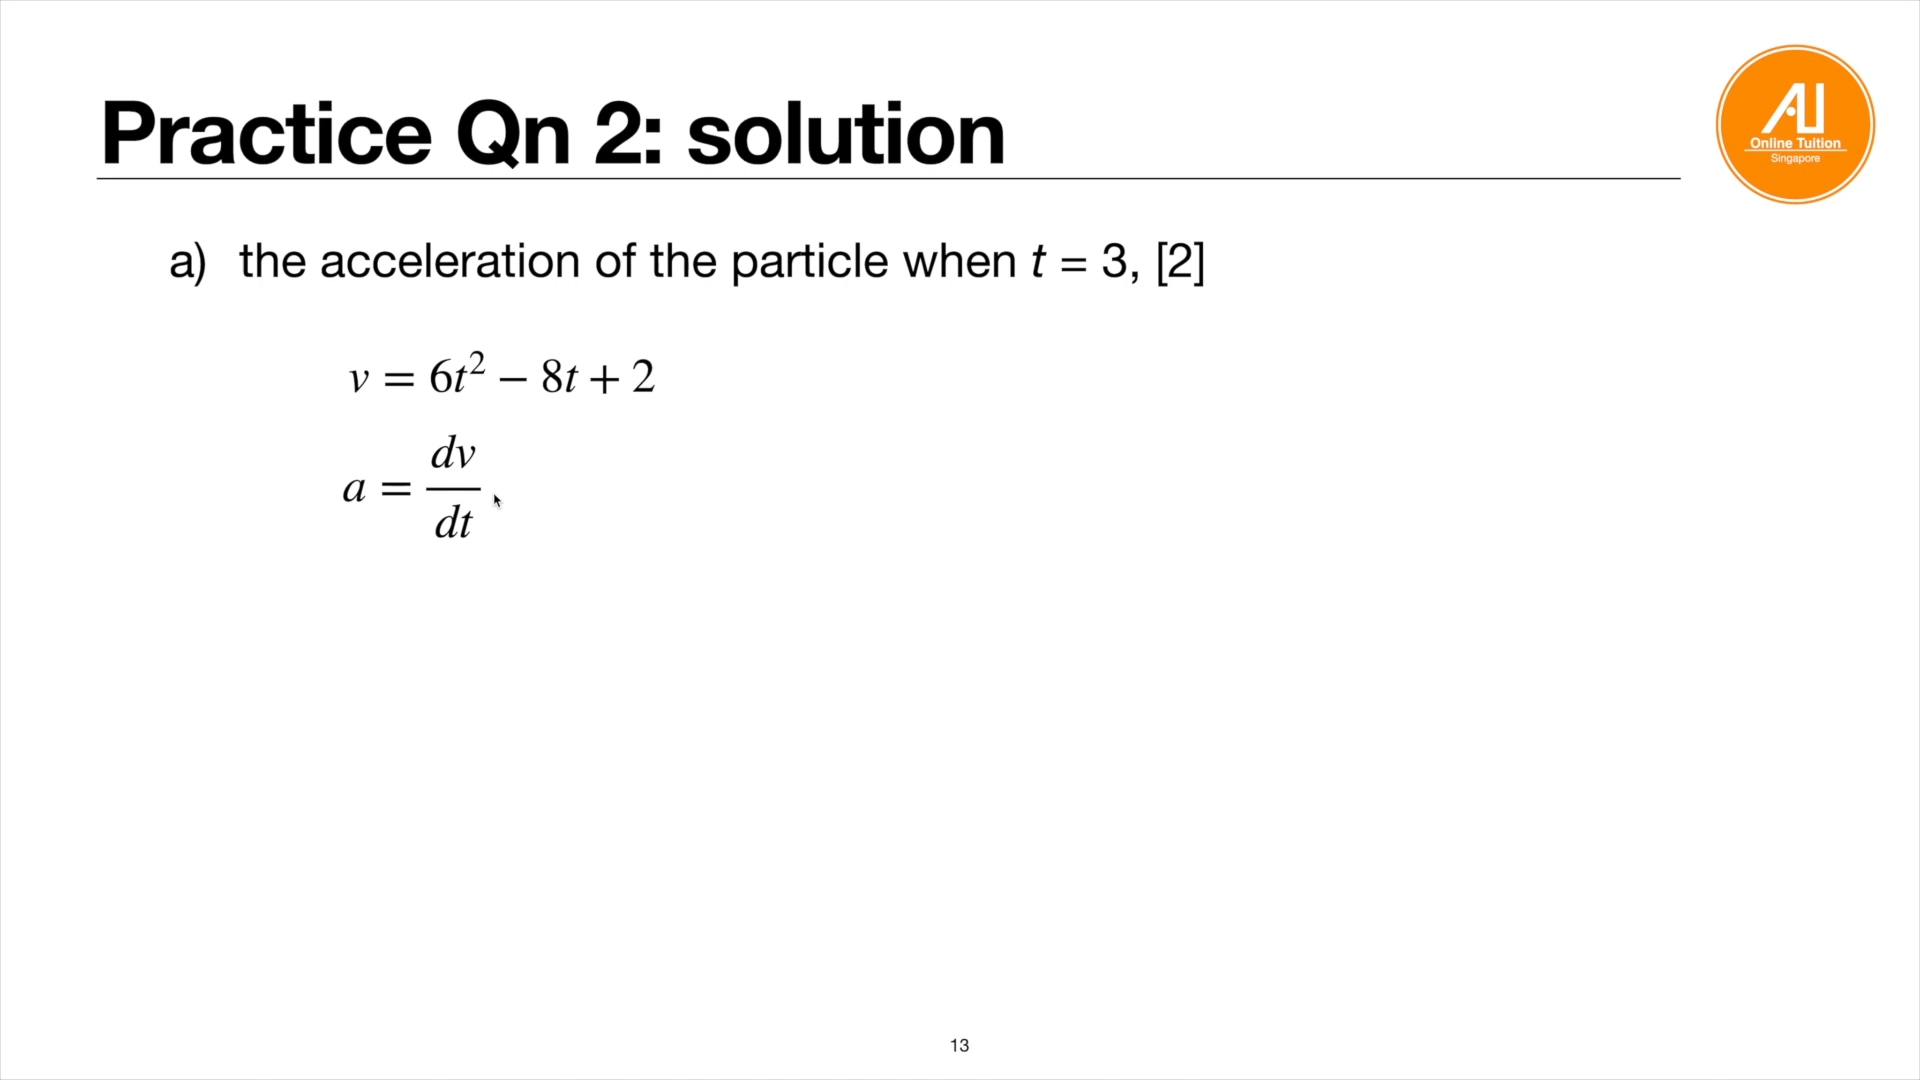 Practice Qn 2: solution
AU
Online Tuition
Singapore
a) the acceleration of the particle when t = 3, [2]
v = 6t² − 8t + 2
a = dv/dt
13